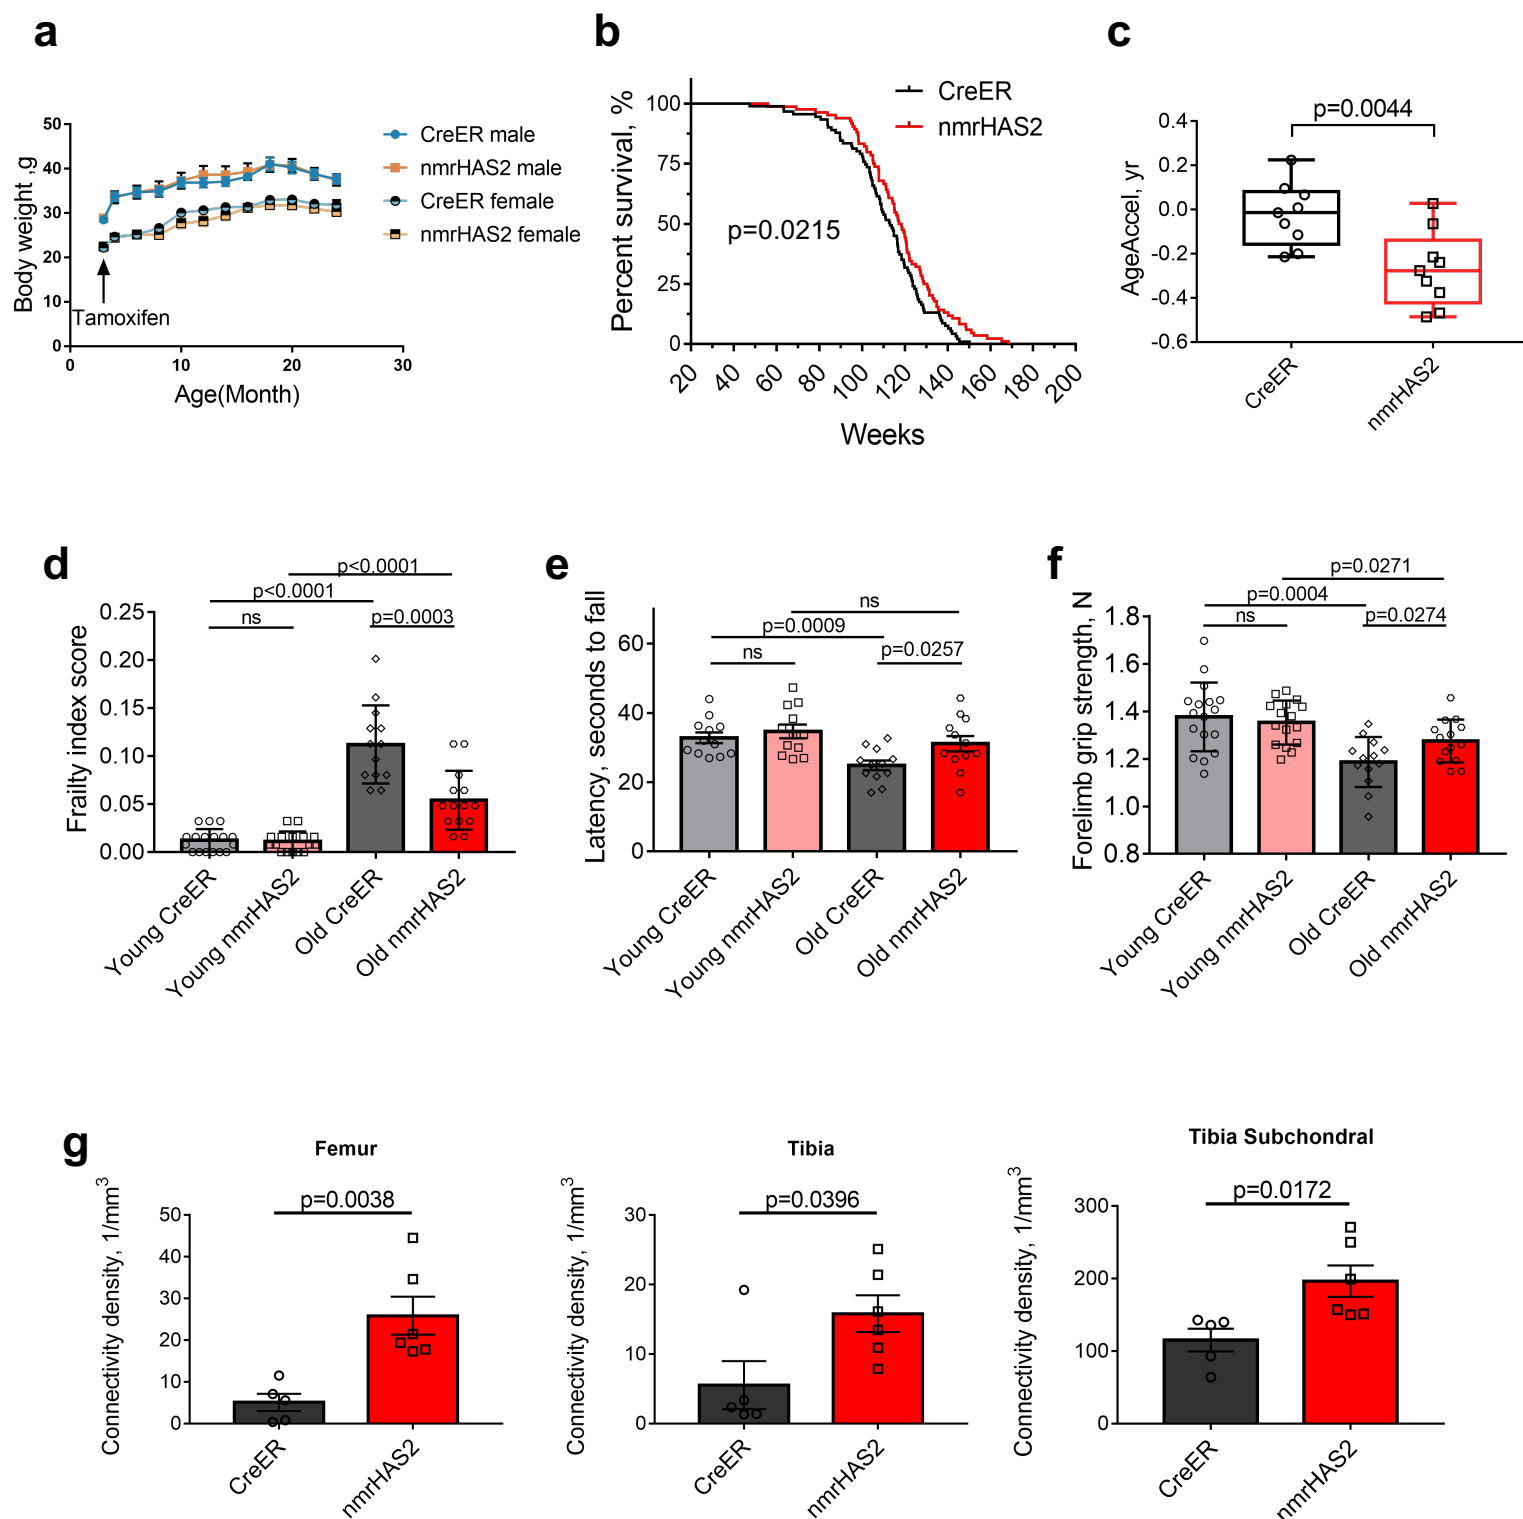 a
50
40
30
20
10
0
0
10
20
30
Body weight ,g
Age(Month)
Tamoxifen
CreER male
nmrHAS2 male
CreER female
nmrHAS2 female
b
100
75
50
25
0
20
40
60
80
100
120
140
160
180
200
Percent survival, %
Weeks
p=0.0215
CreER
nmrHAS2
c
p=0.0044
0.4
0.2
0.0
-0.2
-0.4
-0.6
AgeAccel, yr
CreER
nmrHAS2
d
p<0.0001
p<0.0001
ns
p=0.0003
0.25
0.20
0.15
0.10
0.05
0.00
Frailty index score
Young CreER
Young nmrHAS2
Old CreER
Old nmrHAS2
e
ns
p=0.0009
ns
p=0.0257
60
40
20
0
Latency, seconds to fall
Young CreER
Young nmrHAS2
Old CreER
Old nmrHAS2
f
p=0.0271
p=0.0004
ns
p=0.0274
1.8
1.6
1.4
1.2
1.0
0.8
Forelimb grip strength, N
Young CreER
Young nmrHAS2
Old CreER
Old nmrHAS2
g
Femur
p=0.0038
50
40
30
20
10
0
Connectivity density, 1/mm³
CreER
nmrHAS2
Tibia
p=0.0396
30
20
10
0
Connectivity density, 1/mm³
CreER
nmrHAS2
Tibia Subchondral
p=0.0172
300
200
100
0
Connectivity density, 1/mm³
CreER
nmrHAS2